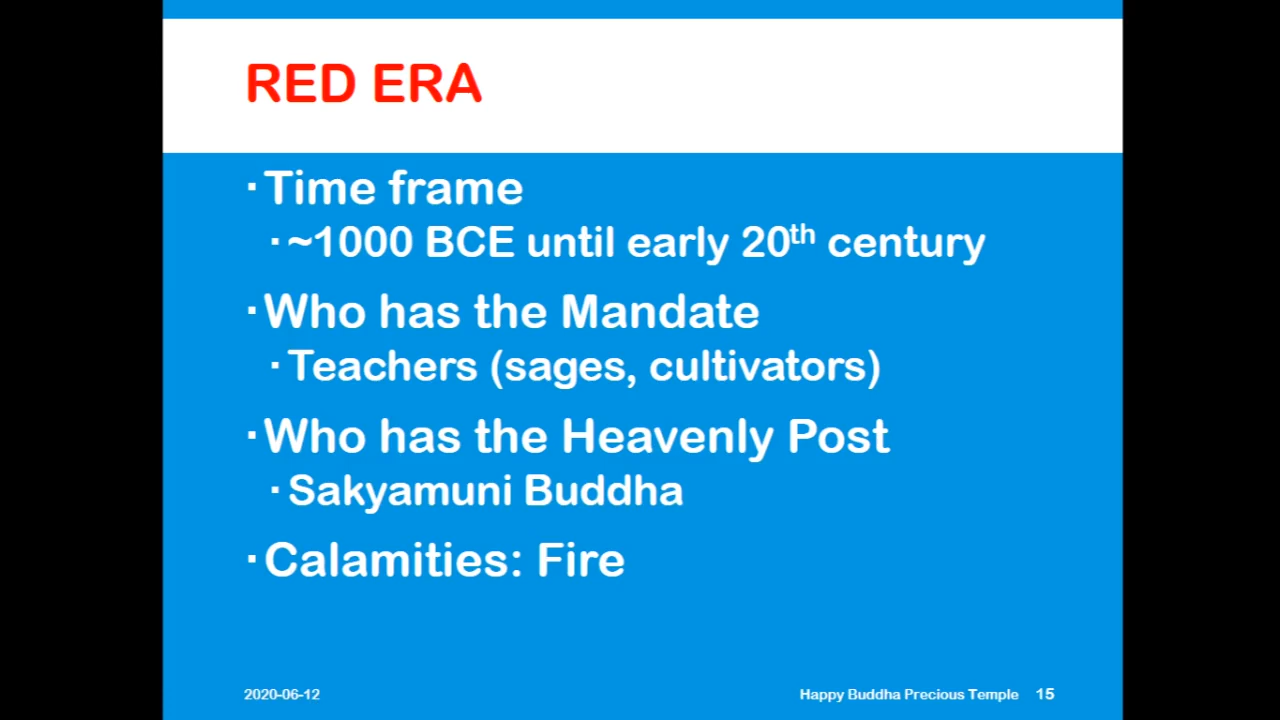 RED ERA
▪ Time frame
▪ ~1000 BCE until early 20th century
▪ Who has the Mandate
▪ Teachers (sages, cultivators)
▪ Who has the Heavenly Post
▪ Sakyamuni Buddha
▪ Calamities: Fire
2020-06-12 Happy Buddha Precious Temple 15